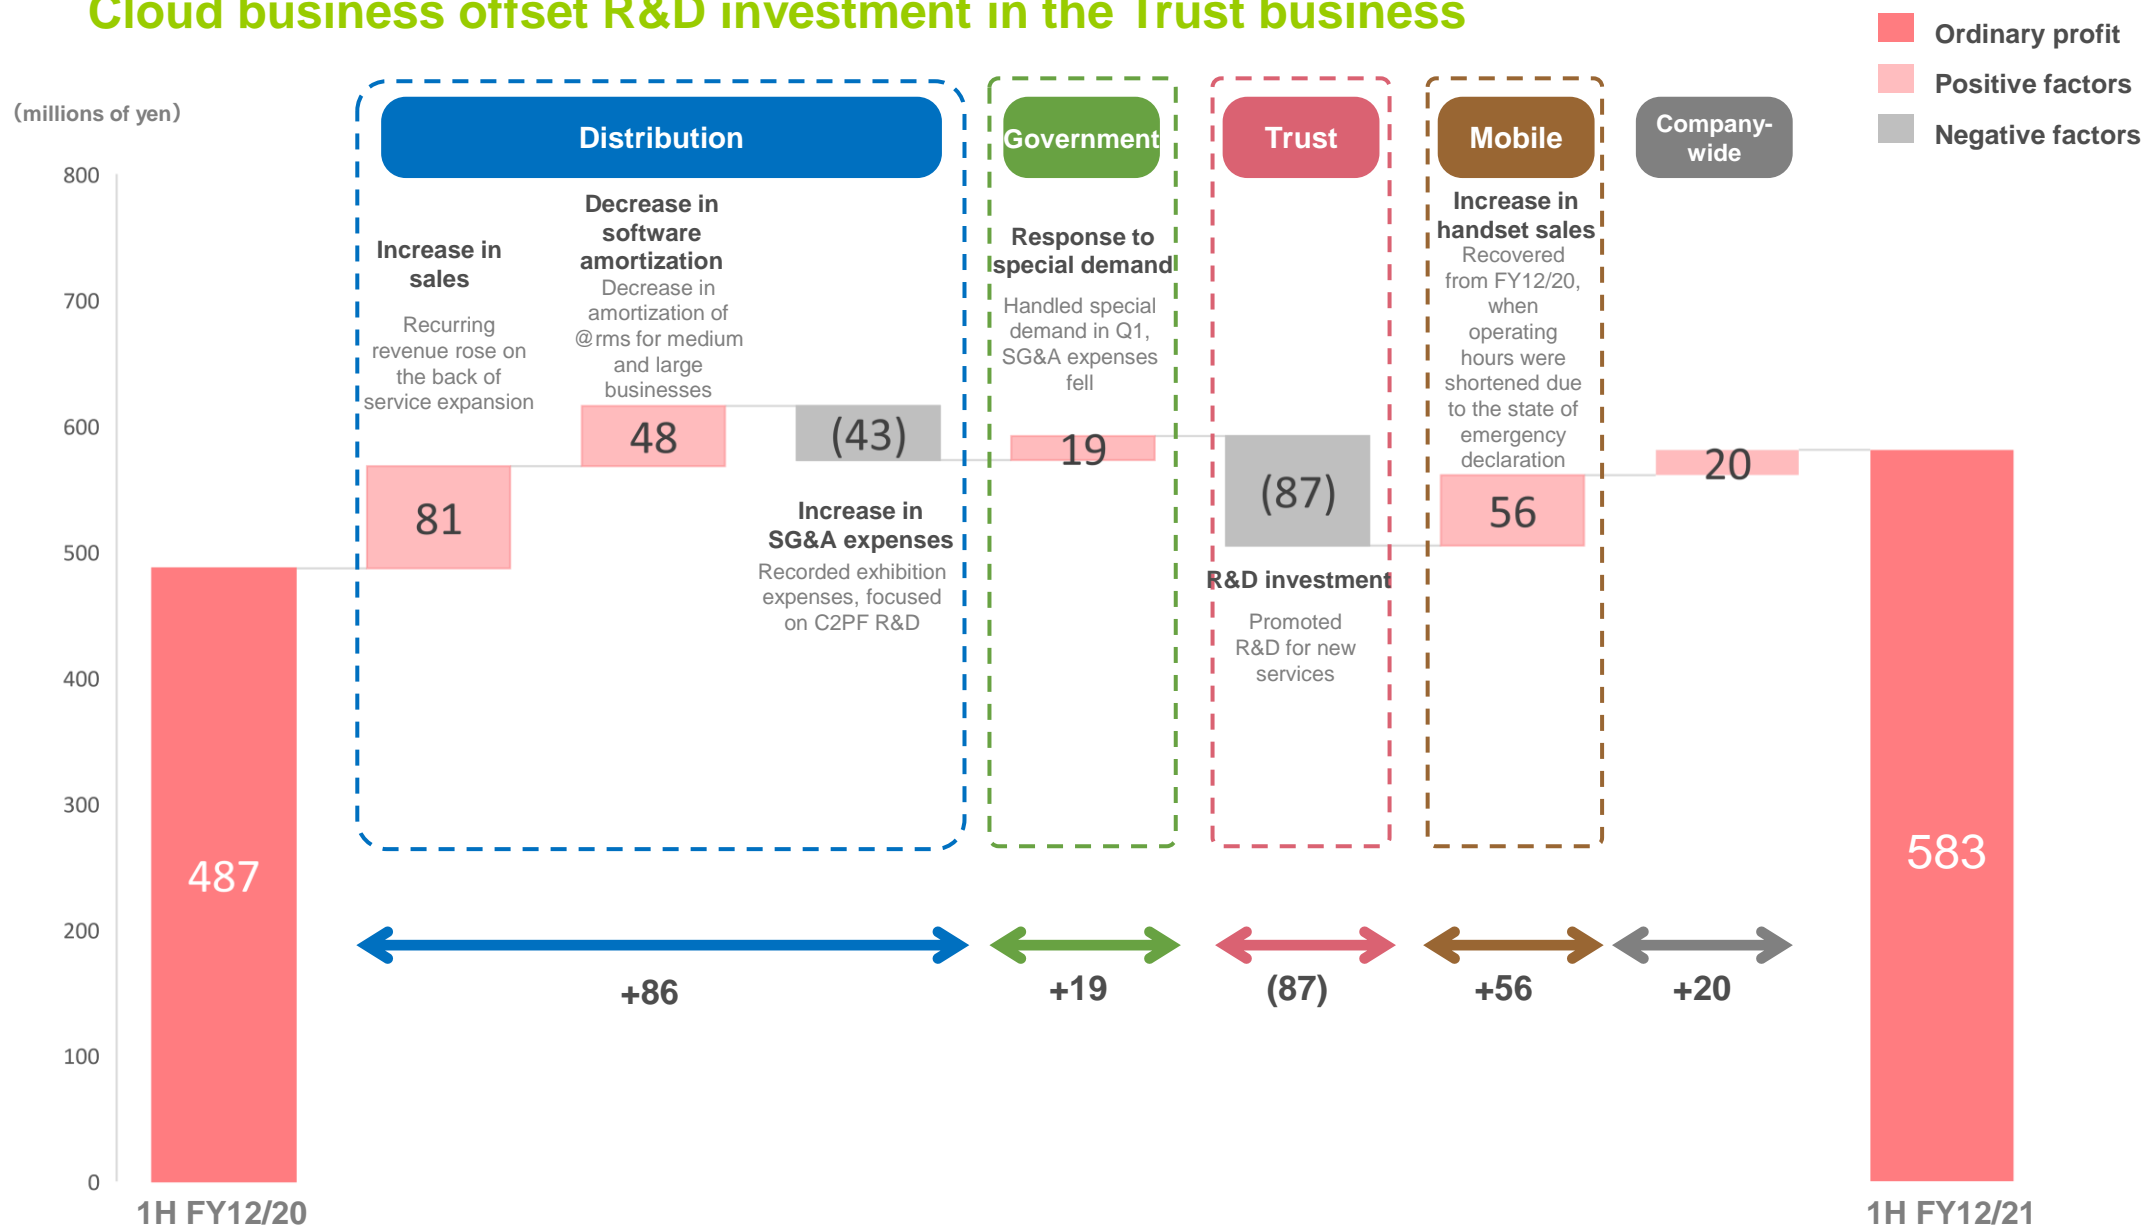 Cloud business offset R&D investment in the Trust business
Ordinary profit
Positive factors
Negative factors
(millions of yen)
Distribution
Government
Trust
Mobile
Company-
wide
800
700
600
500
400
300
200
100
0
Increase in
sales
Recurring
revenue rose on
the back of
service expansion
Decrease in
software
amortization
Decrease in
amortization of
@rms for medium
and large
businesses
Increase in
SG&A expenses
Recorded exhibition
expenses, focused
on C2PF R&D
Response to
special demand
Handled special
demand in Q1,
SG&A expenses
fell
R&D investment
Promoted
R&D for new
services
Increase in
handset sales
Recovered
from FY12/20,
when
operating
hours were
shortened due
to the state of
emergency
declaration
487
81
48
(43)
19
(87)
56
20
583
+86
+19
(87)
+56
+20
1H FY12/20
1H FY12/21